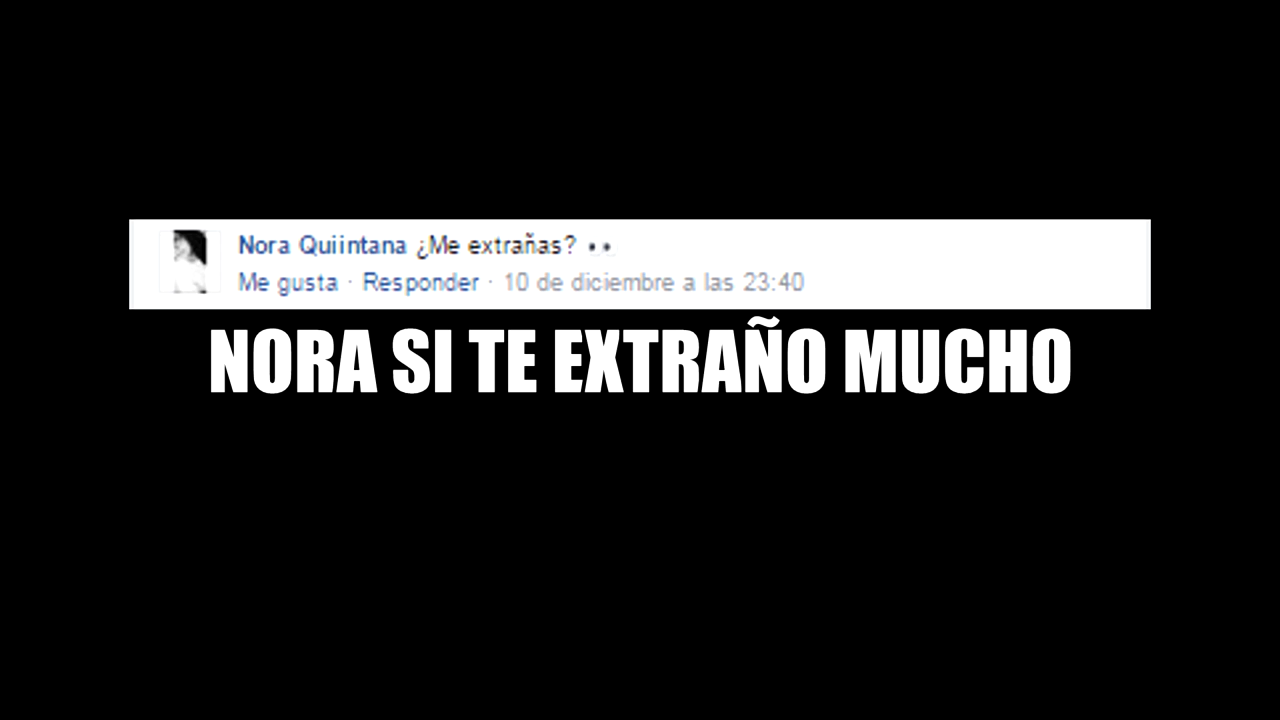 Nora Quiintana ¿Me extrañas? ••
Me gusta · Responder · 10 de diciembre a las 23:40
NORA SI TE EXTRAÑO MUCHO